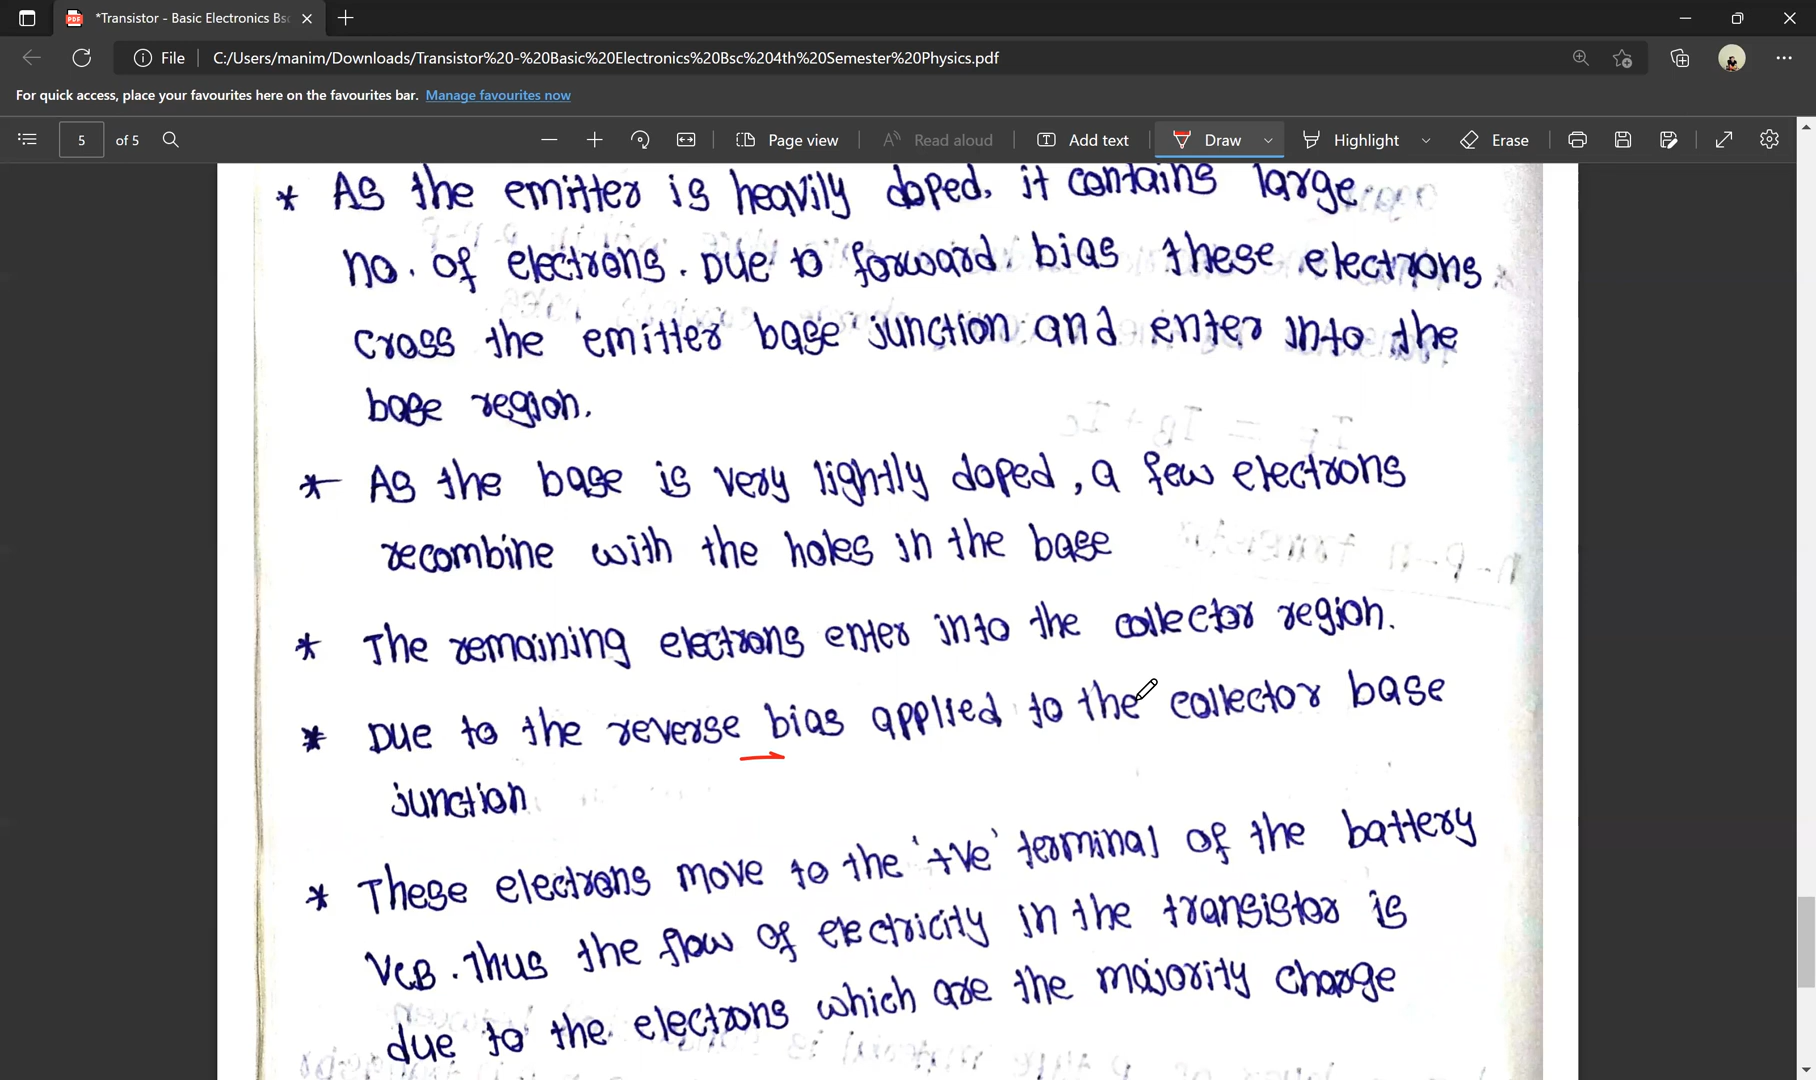 *Transistor - Basic Electronics Bsc
File
C:/Users/manim/Downloads/Transistor%20-%20Basic%20Electronics%20Bsc%204th%20Semester%20Physics.pdf
For quick access, place your favourites here on the favourites bar. Manage favourites now
5 of 5
Page view
Read aloud
Add text
Draw
Highlight
Erase
* As the emitter is heavily doped, it contains large
no. of electrons. Due to forward bias these electrons
cross the emitter base junction and enter into the
base region.
* As the base is very lightly doped, a few electrons
recombine with the holes in the base
* The remaining electrons enter into the collector region.
* Due to the reverse bias applied to the collector base
junction
* These electrons move to the '+ve' terminal of the battery
VCB. Thus the flow of electricity in the transistor is
due to the electrons which are the majority charge
IE = IB + IC
n-p-n transistor